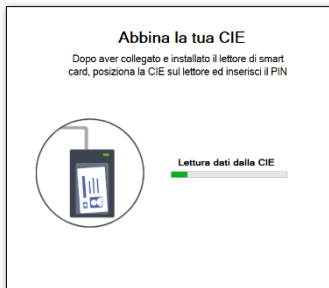 Abbina la tua CIE
Dopo aver collegato e installato il lettore di smart
card, posiziona la CIE sul lettore ed inserisci il PIN
Lettura dati dalla CIE